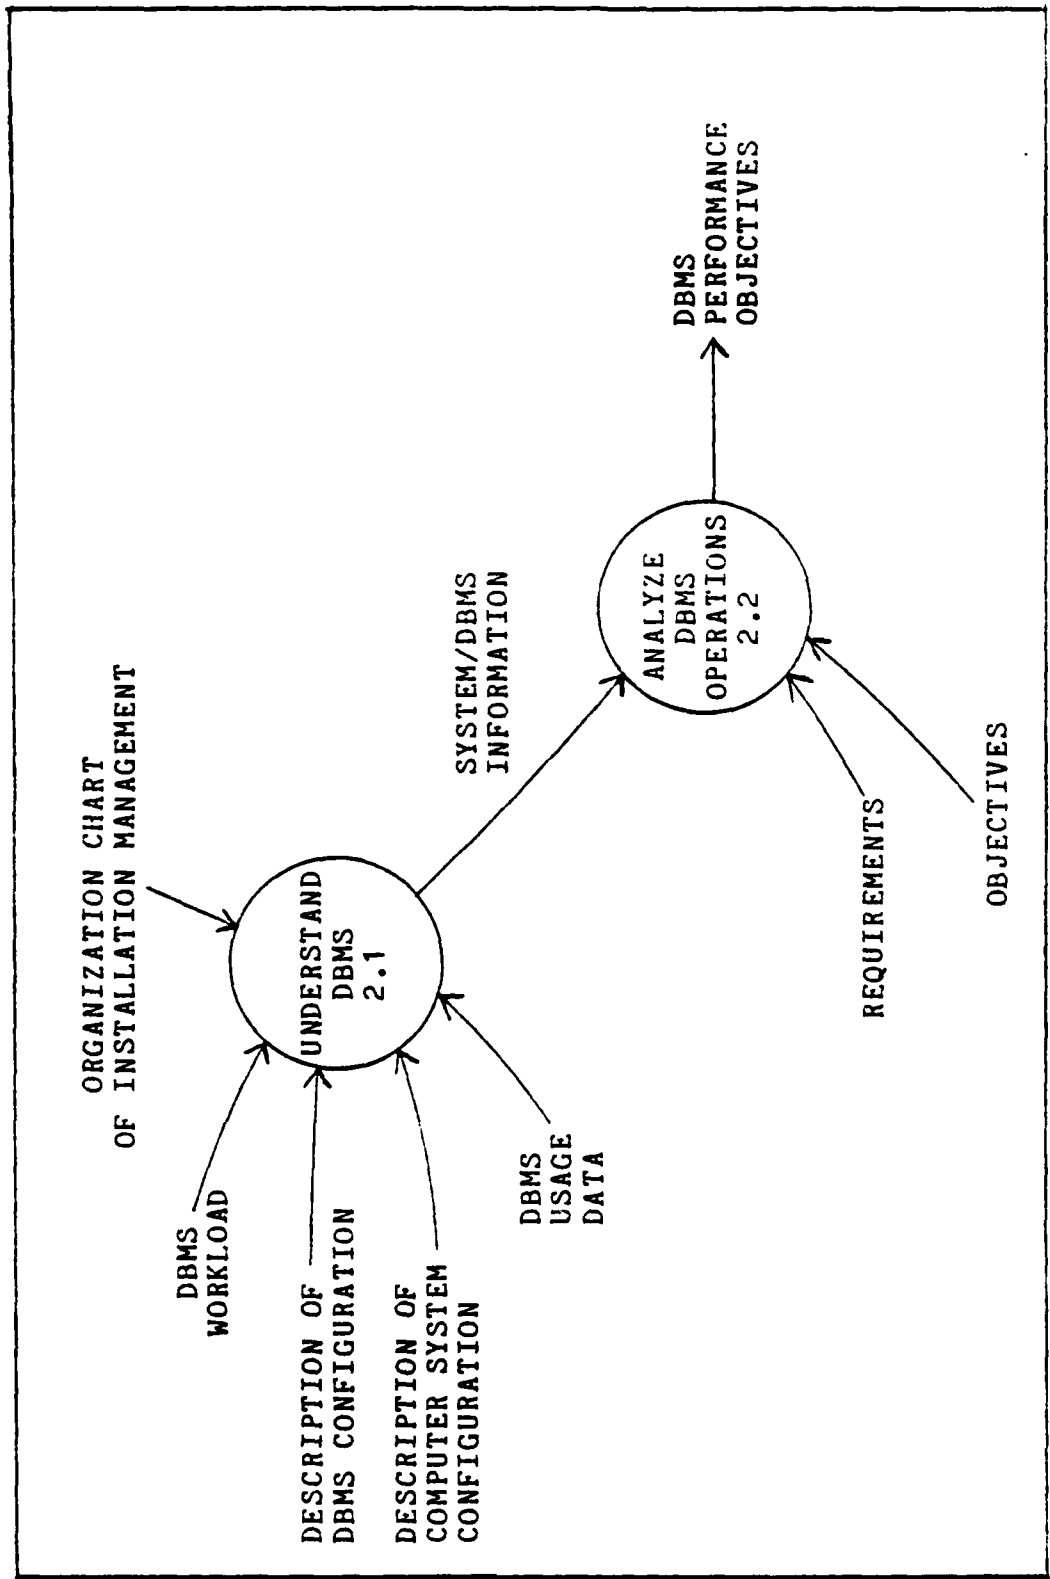 ORGANIZATION CHART
OF INSTALLATION MANAGEMENT
DBMS
WORKLOAD
DESCRIPTION OF
DBMS CONFIGURATION
DESCRIPTION OF
COMPUTER SYSTEM
CONFIGURATION
DBMS
USAGE
DATA
UNDERSTAND
DBMS
2.1
SYSTEM/DBMS
INFORMATION
ANALYZE
DBMS
OPERATIONS
2.2
REQUIREMENTS
OBJECTIVES
DBMS
PERFORMANCE
OBJECTIVES